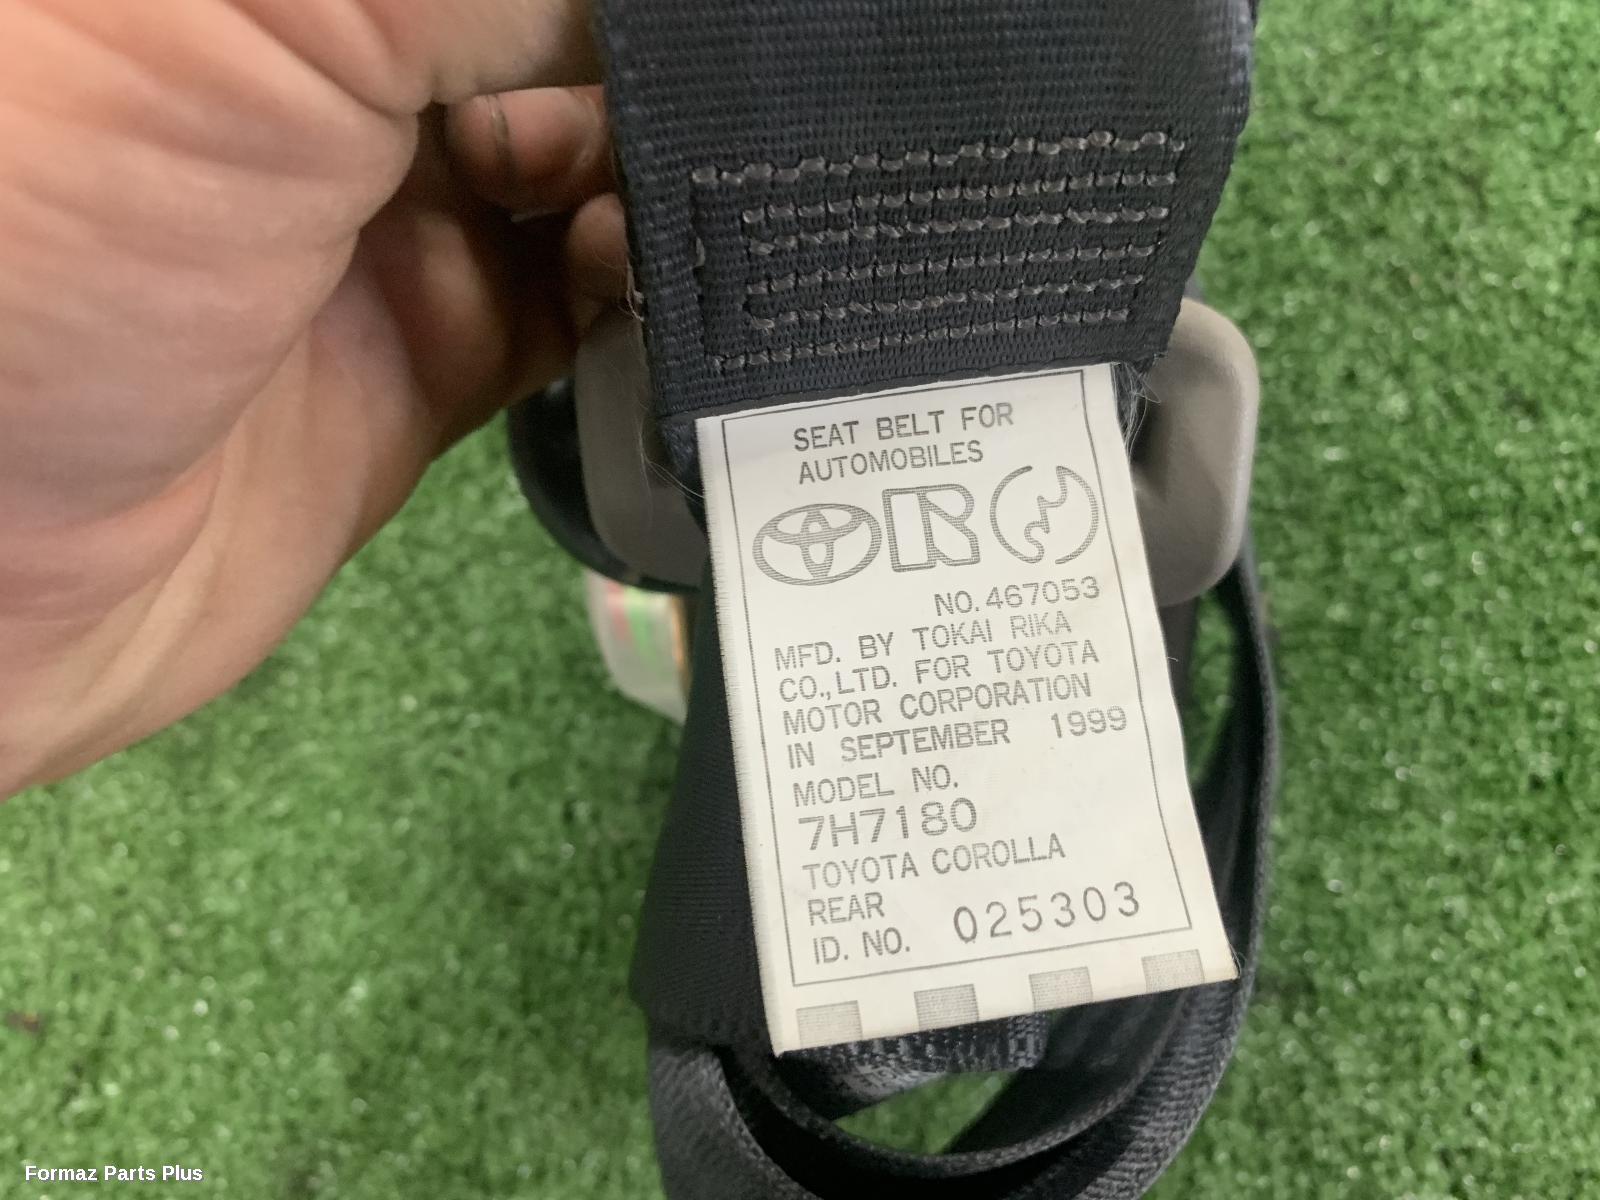 SEAT BELT FOR
AUTOMOBILES
NO. 467053
MFD. BY TOKAI RIKA
CO., LTD. FOR TOYOTA
MOTOR CORPORATION
IN SEPTEMBER 1999
MODEL NO.
7H7180
TOYOTA COROLLA
REAR
ID. NO. 025303
Formaz Parts Plus